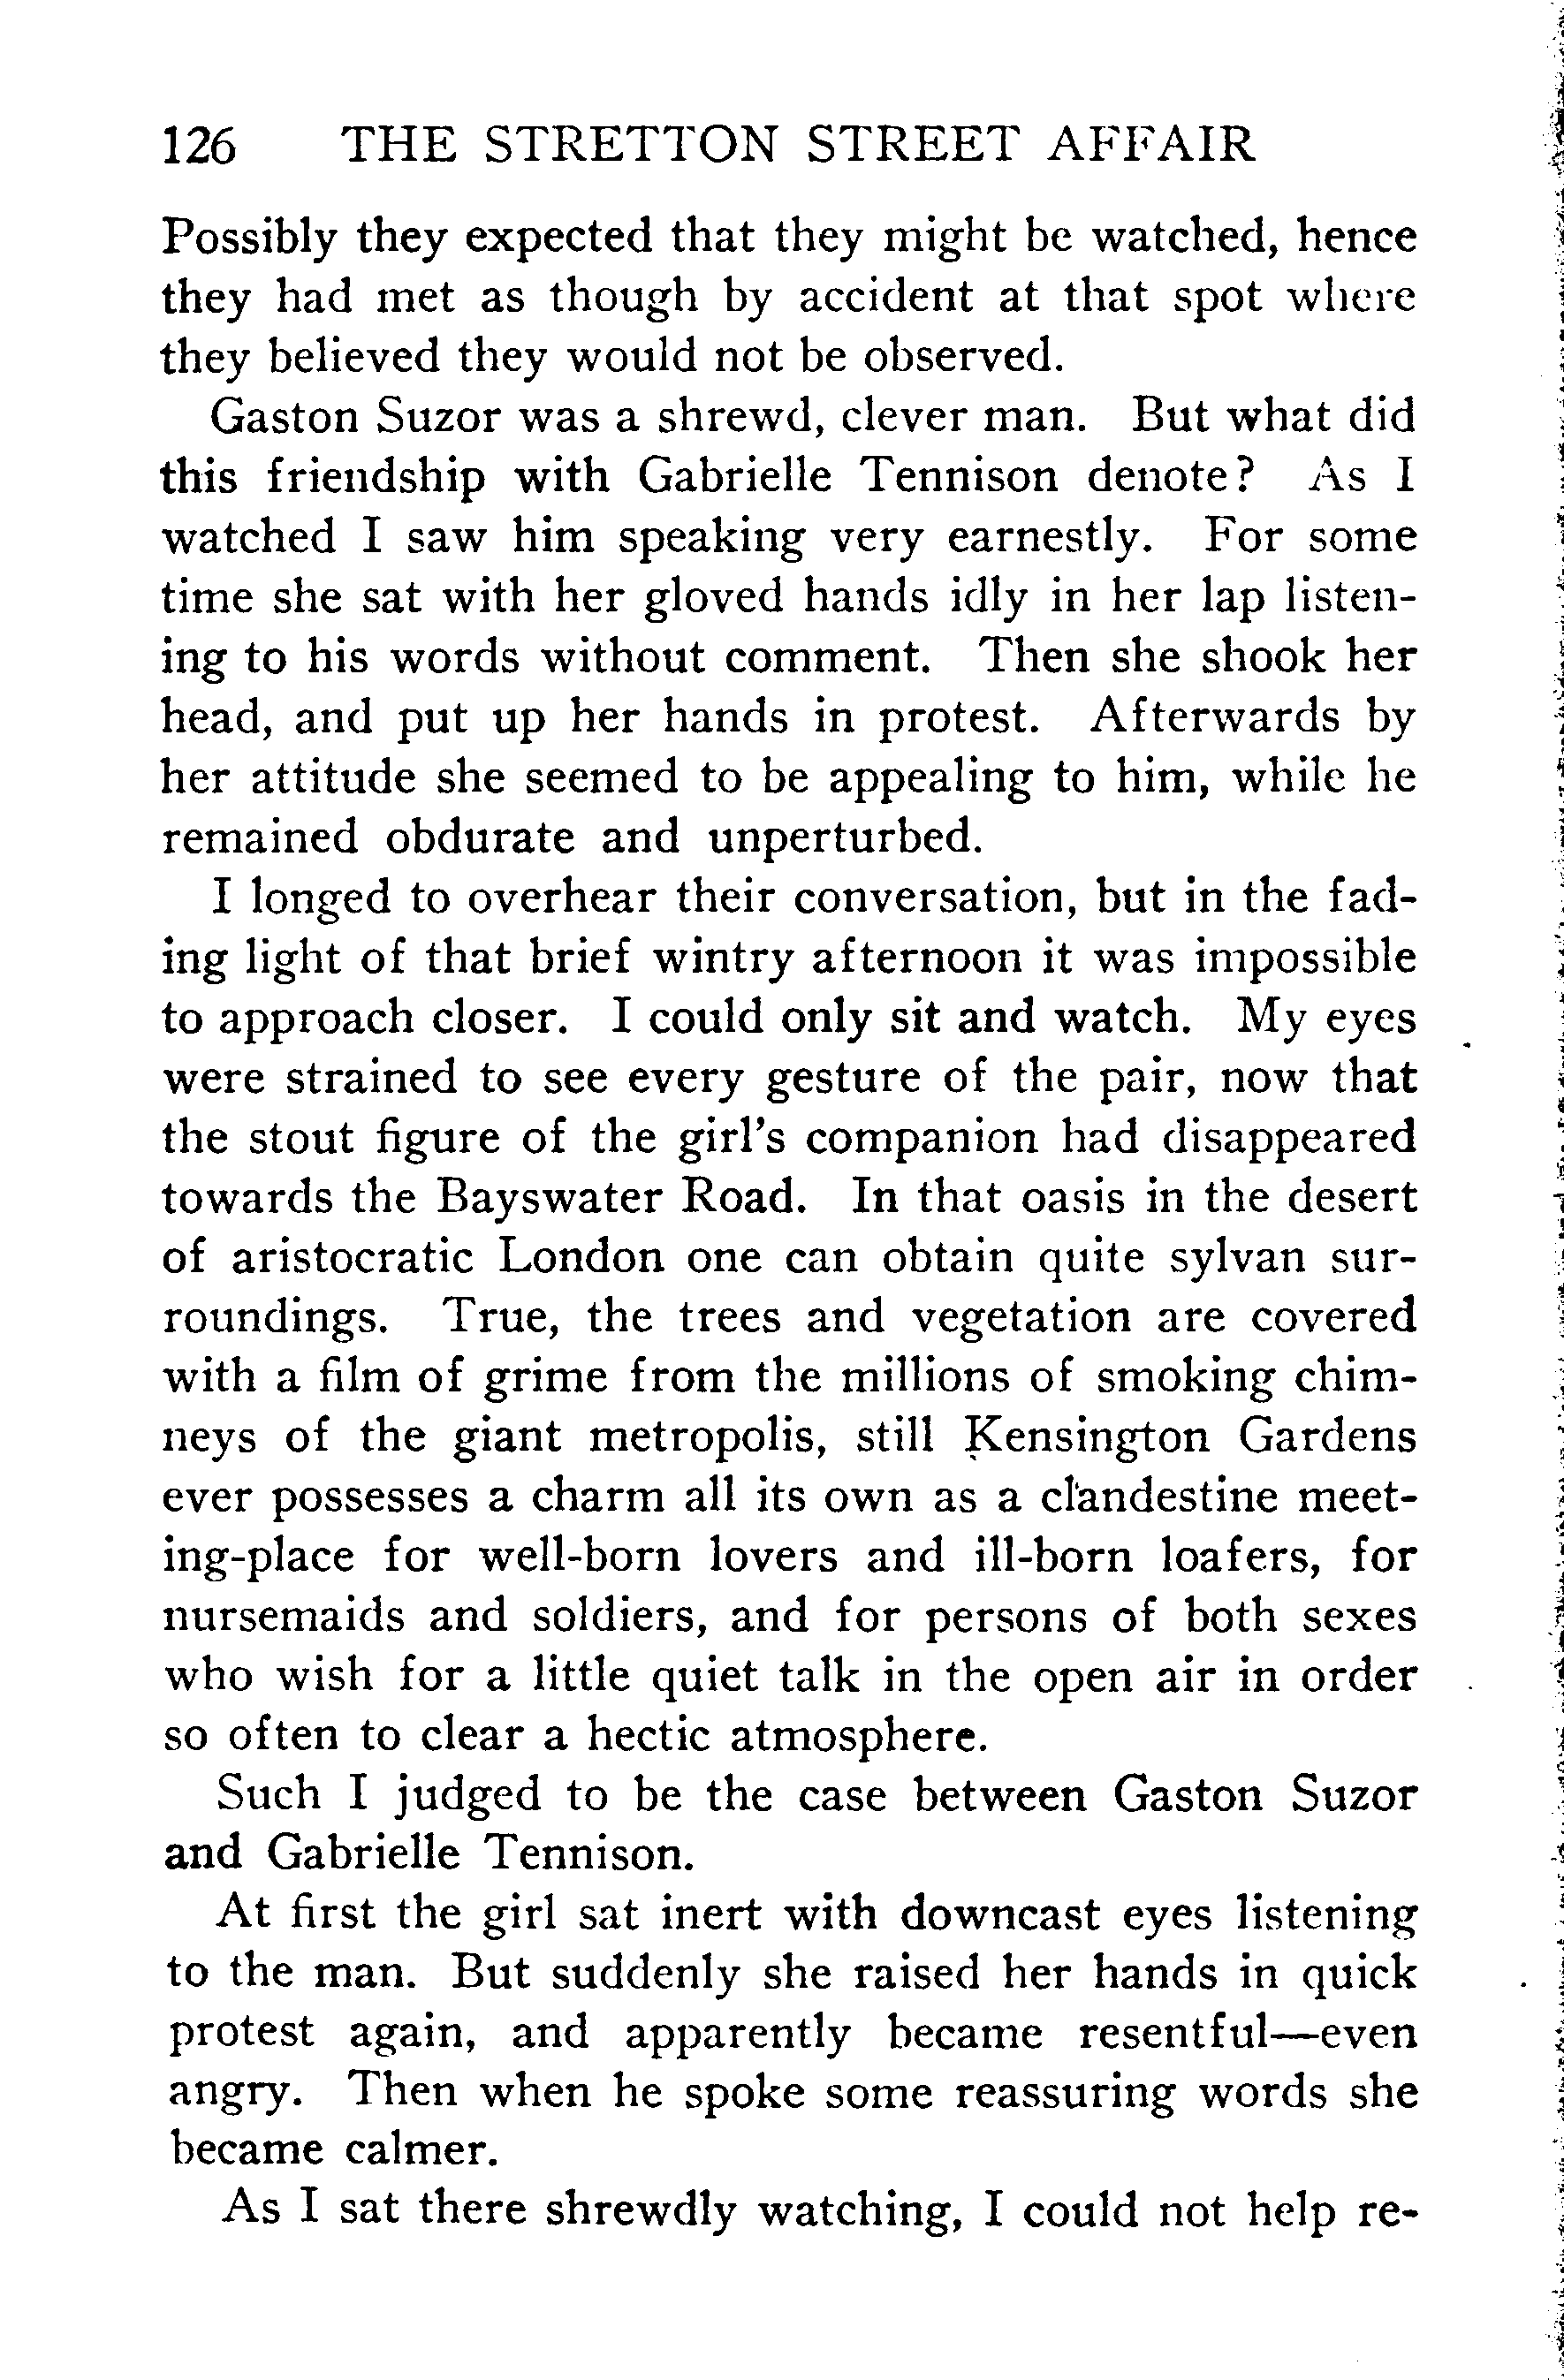 126 THE STRETTON STREET AFFAIR
Possibly they expected that they might be watched, hence
they had met as though by accident at that spot where
they believed they would not be observed.
Gaston Suzor was a shrewd, clever man. But what did
this friendship with Gabrielle Tennison denote? As I
watched I saw him speaking very earnestly. For some
time she sat with her gloved hands idly in her lap listen-
ing to his words without comment. Then she shook her
head, and put up her hands in protest. Afterwards by
her attitude she seemed to be appealing to him, while he
remained obdurate and unperturbed.
I longed to overhear their conversation, but in the fad-
ing light of that brief wintry afternoon it was impossible
to approach closer. I could only sit and watch. My eyes
were strained to see every gesture of the pair, now that
the stout figure of the girl's companion had disappeared
towards the Bayswater Road. In that oasis in the desert
of aristocratic London one can obtain quite sylvan sur-
roundings. True, the trees and vegetation are covered
with a film of grime from the millions of smoking chim-
neys of the giant metropolis, still Kensington Gardens
ever possesses a charm all its own as a clandestine meet-
ing-place for well-born lovers and ill-born loafers, for
nursemaids and soldiers, and for persons of both sexes
who wish for a little quiet talk in the open air in order
so often to clear a hectic atmosphere.
Such I judged to be the case between Gaston Suzor
and Gabrielle Tennison.
At first the girl sat inert with downcast eyes listening
to the man. But suddenly she raised her hands in quick
protest again, and apparently became resentful—even
angry. Then when he spoke some reassuring words she
became calmer.
As I sat there shrewdly watching, I could not help re-